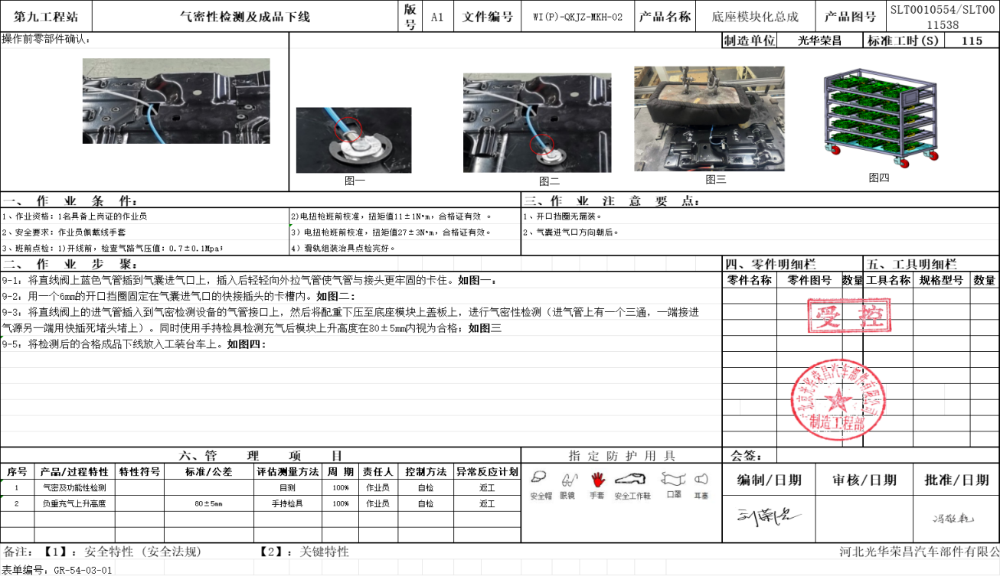 第九工程站 气密性检测及成品下线 版号 A1 文件编号 WI(P)-QKJZ-MKH-02 产品名称 底座模块化总成 产品图号 SLT0010554/SLT0011538
操作前零部件确认: 制造单位 光华荣昌 标准工时(S) 115
图一 图二 图三 图四
一、作 业 条 件: 三、作 业 注 意 要 点:
1、作业资格: 1名具备上岗证的作业员 2)电扭枪班前校准, 扭矩值11±1N•m, 合格证有效 。 1、开口挡圈无漏装。
2、安全要求: 作业员佩戴线手套 3) 电扭枪班前校准, 扭矩值27±3N•m, 合格证有效。 2、气囊进气口方向朝后。
3、班前点检: 1)开线前, 检查气路气压值: 0.7±0.1Mpa; 4) 滑轨组装治具点检完好。
二、作 业 步 聚: 四、零件明细栏 五、工具明细栏
零件名称 零件图号 数量 工具名称 规格型号 数量
9-1: 将直线阀上蓝色气管插到气囊进气口上, 插入后轻轻向外拉气管使气管与接头更牢固的卡住。如图一:
9-2: 用一个6mm的开口挡圈固定在气囊进气口的快接插头的卡槽内。如图二:
9-3: 将直线阀上的进气管插入到气密检测设备的气管接口上, 然后将配重下压至底座模块上盖板上, 进行气密性检测 (进气管上有一个三通, 一端接进
气源另一端用快插死堵头堵上) 。同时使用手持检具检测充气后模块上升高度在80±5mm内视为合格; 如图三
9-5: 将检测后的合格成品下线放入工装台车上。如图四:
受控
北京光华荣昌汽车部件有限公司
制造工程部
六、管 理 项 目 指定防护用具 会签:
序号 产品/过程特性 特性符号 标准/公差 评估测量方法 周 期 责任人 控制方法 异常反应计划
1 气密及功能性检测 目测 100% 作业员 自检 返工
2 负重充气上升高度 80±5mm 手持检具 100% 作业员 自检 返工
安全帽 眼镜 手套 安全工作鞋 口罩 耳塞
编制/日期 审核/日期 批准/日期
刘荣光 冯敬乾
备注: 【1】: 安全特性 (安全法规) 【2】: 关键特性 河北光华荣昌汽车部件有限公
表单编号: GR-54-03-01